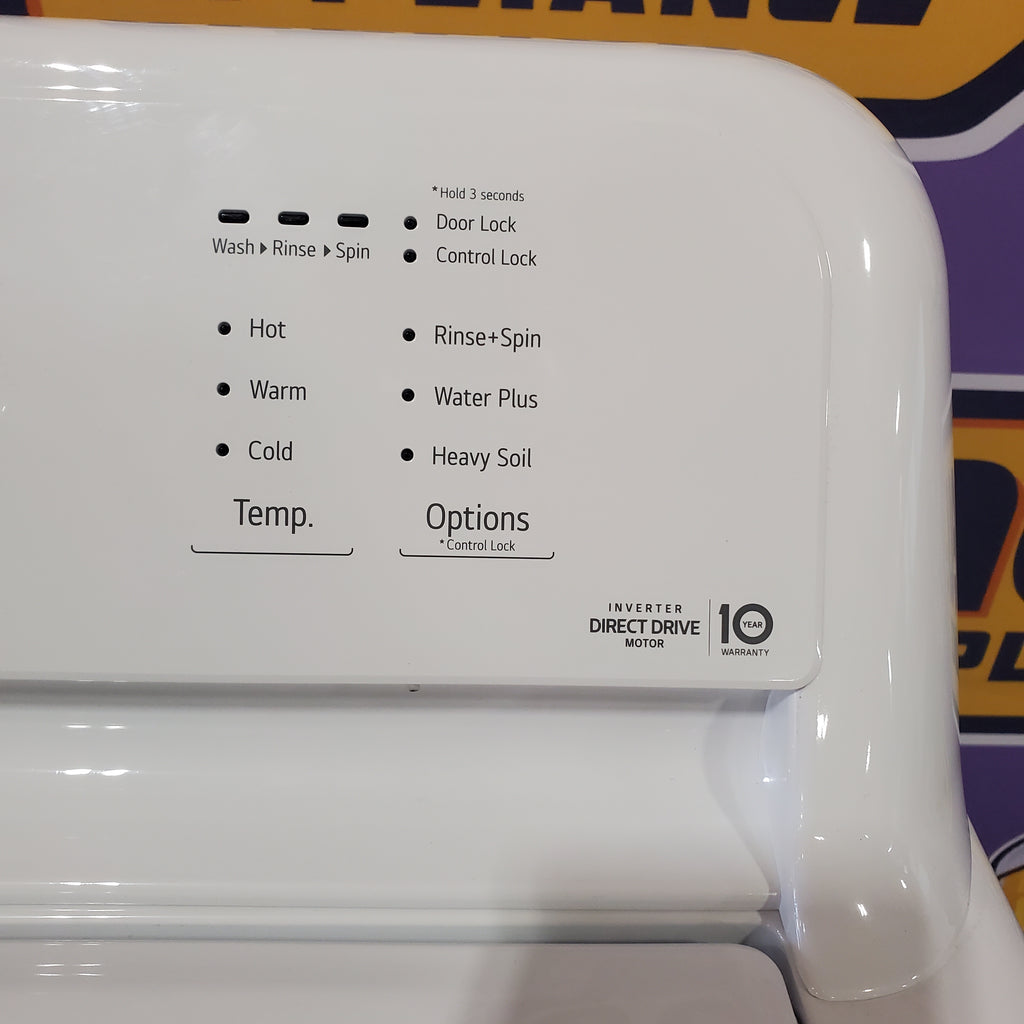 *Hold 3 seconds
Door Lock
Wash ▸ Rinse ▸ Spin
Control Lock
Hot
Rinse+Spin
Warm
Water Plus
Cold
Heavy Soil
Temp.
Options
*Control Lock
INVERTER
DIRECT DRIVE
MOTOR
10 YEAR
WARRANTY